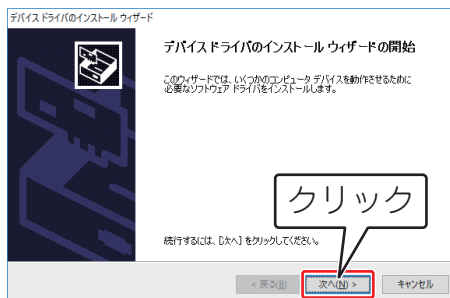 デバイス ドライバのインストール ウィザード
デバイス ドライバのインストール ウィザードの開始
このウィザードでは、いくつかのコンピュータ デバイスを動作させるために
必要なソフトウェア ドライバをインストールします。
クリック
続行するには、[次へ] をクリックしてください。
< 戻る(B)
次へ(N) >
キャンセル